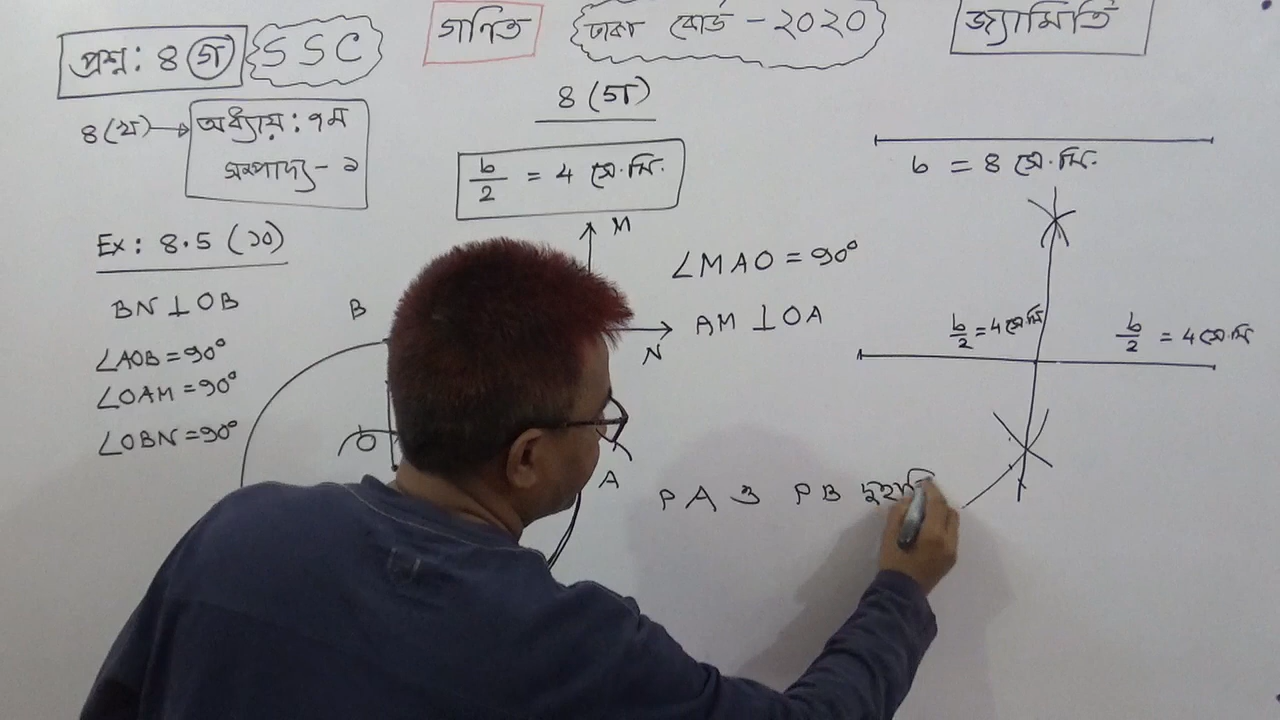 প্রশ্ন: ৪ গ
SSC
গণিত
ঢাকা বোর্ড - ২০২০
জ্যামিতি
৪ (খ) → অধ্যায়: ৭ম
সম্পাদ্য - ১
৪ (গ)
b/2 = 4 সে.মি.
b = 8 সে.মি.
Ex: 8.5 (১০)
BN ⊥ OB
∠AOB = 90°
∠OAM = 90°
∠OBN = 90°
M
∠MAO = 90°
B
N
AM ⊥ OA
b/2 = 4 সে.মি
b/2 = 4 সে.মি
O
A
PA ও PB